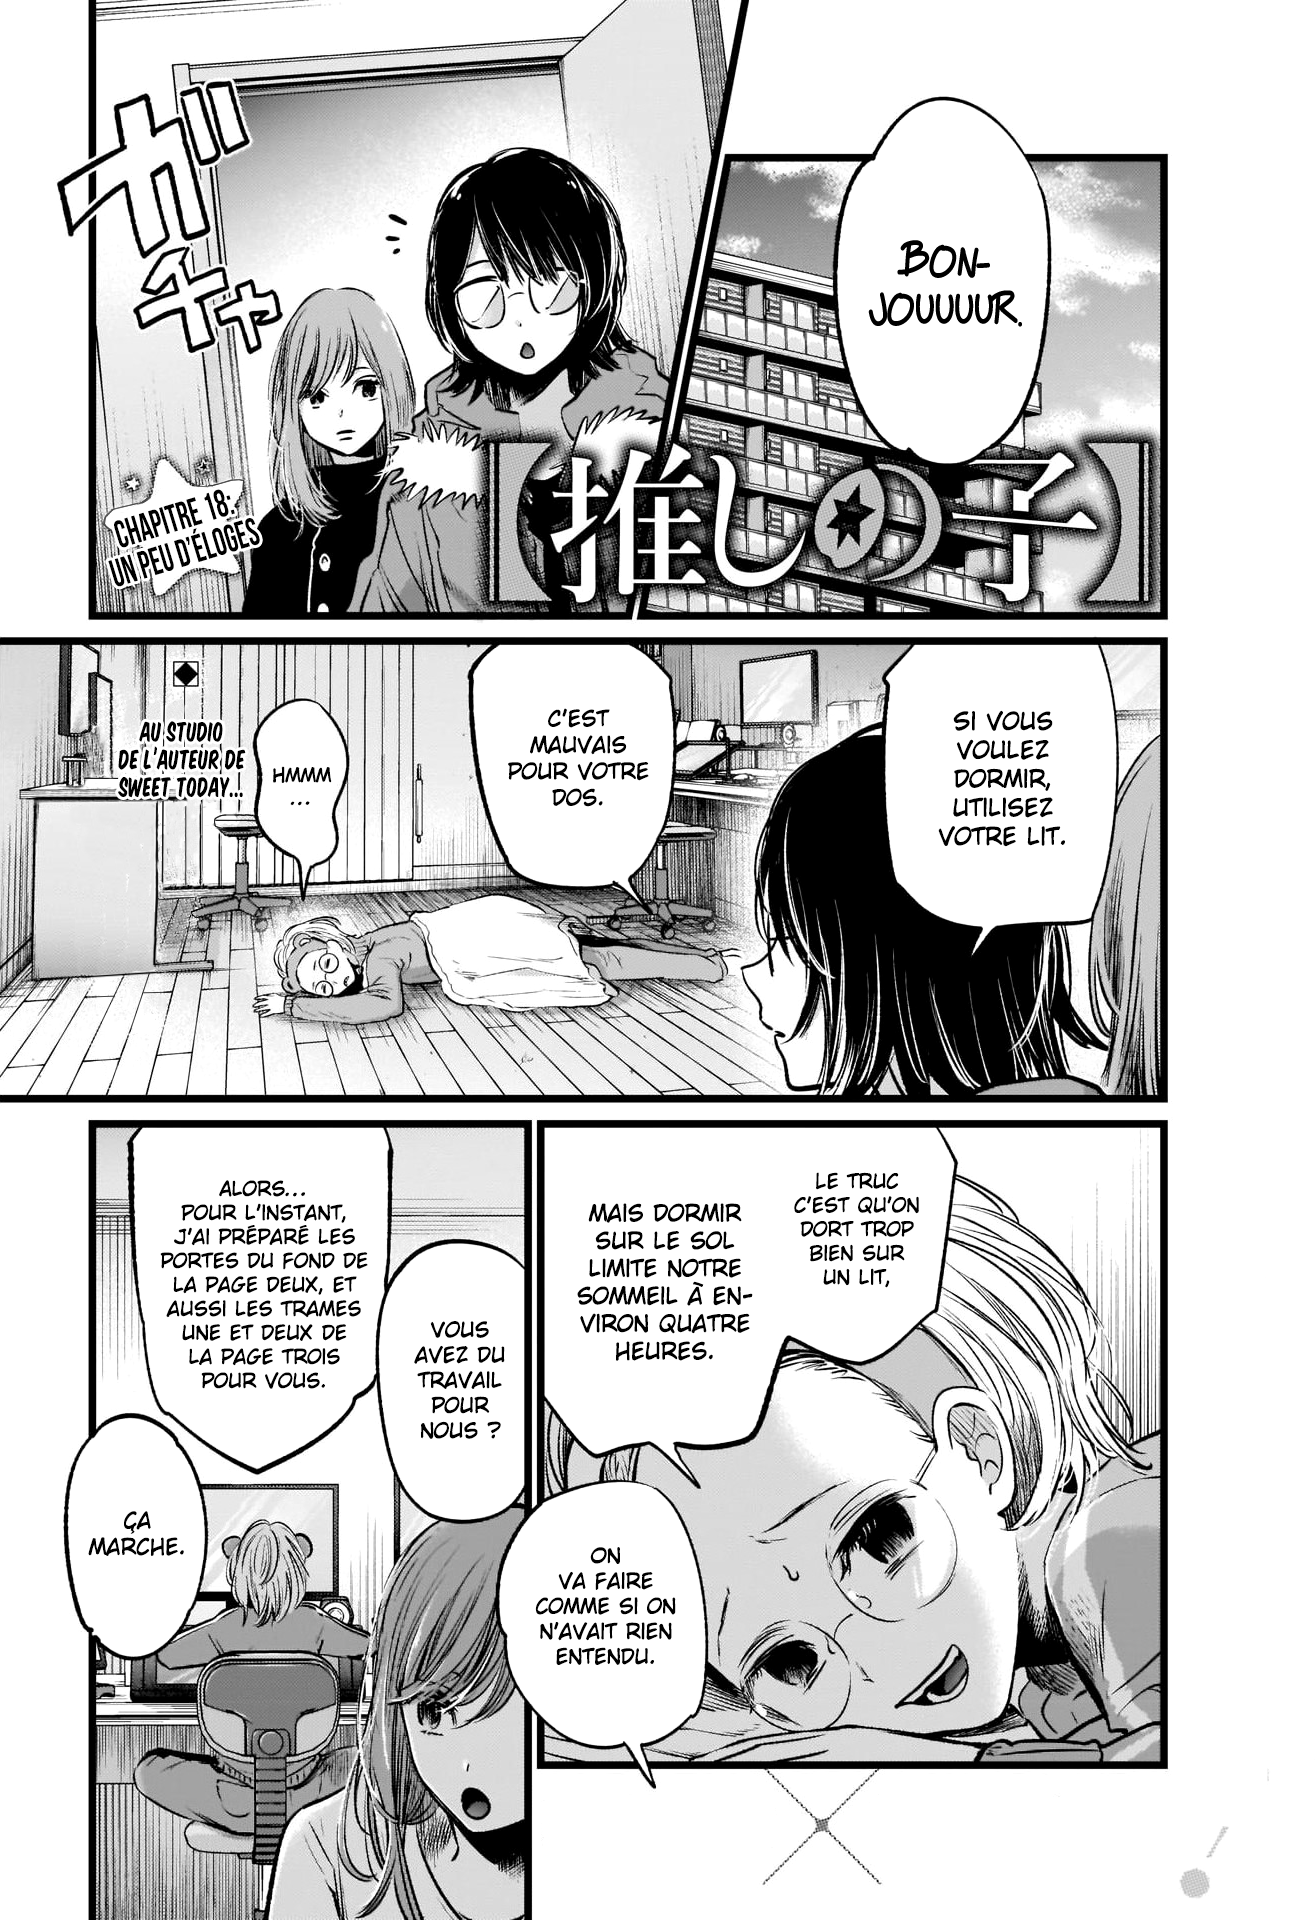 BON-
JOUUUUR.
ガチャ
【推しの子】
CHAPITRE 18:
UN PEU D'ÉLOGES
SI VOUS
VOULEZ
DORMIR,
UTILISEZ
VOTRE LIT.
C'EST
MAUVAIS
POUR VOTRE
DOS.
HMMM
...
AU STUDIO
DE L'AUTEUR DE
SWEET TODAY...
LE TRUC
C'EST QU'ON
DORT TROP
BIEN SUR
UN LIT,
MAIS DORMIR
SUR LE SOL
LIMITE NOTRE
SOMMEIL À EN-
VIRON QUATRE
HEURES.
ON
VA FAIRE
COMME SI ON
N'AVAIT RIEN
ENTENDU.
VOUS
AVEZ DU
TRAVAIL
POUR
NOUS ?
ALORS...
POUR L'INSTANT,
J'AI PRÉPARÉ LES
PORTES DU FOND DE
LA PAGE DEUX, ET
AUSSI LES TRAMES
UNE ET DEUX DE
LA PAGE TROIS
POUR VOUS.
ÇA
MARCHE.